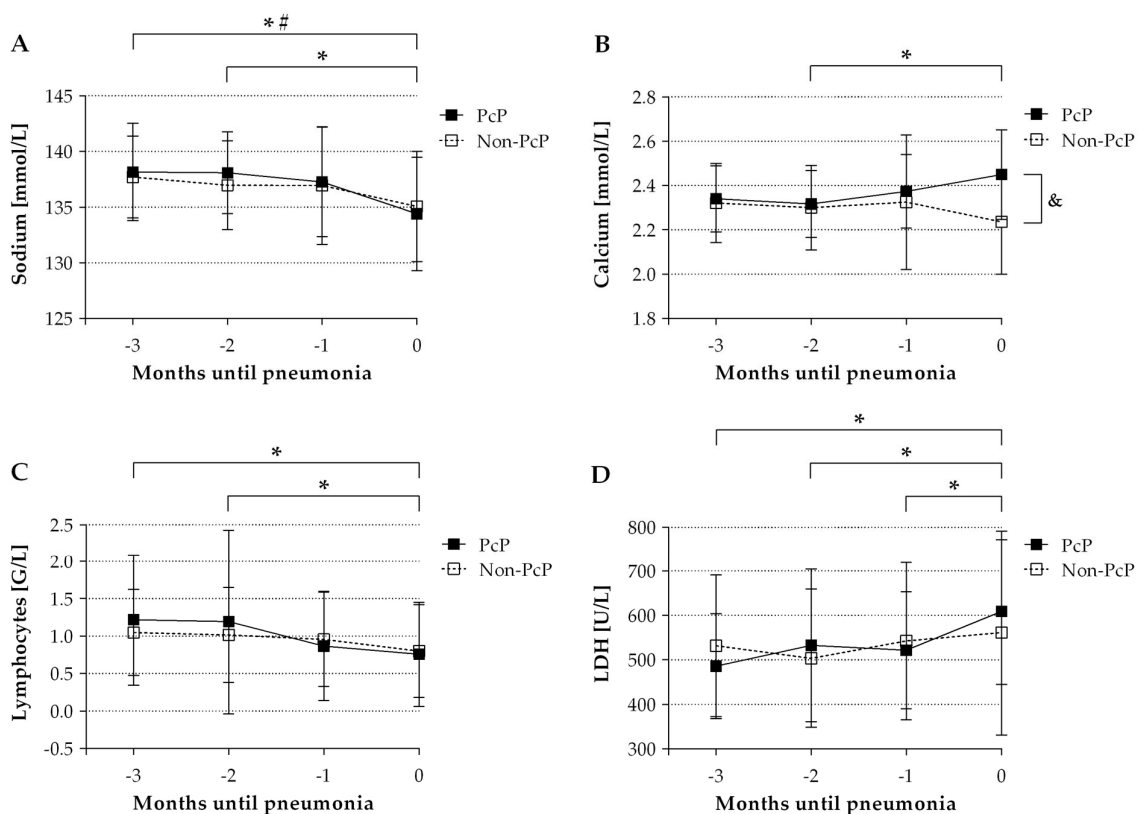 A
* #
*
Sodium [mmol/L]
145
140
135
130
125
-3 -2 -1 0
Months until pneumonia
PcP
Non-PcP
B
*
Calcium [mmol/L]
2.8
2.6
2.4
2.2
2.0
1.8
-3 -2 -1 0
Months until pneumonia
PcP
Non-PcP
&
C
*
*
Lymphocytes [G/L]
2.5
2.0
1.5
1.0
0.5
0.0
-0.5
-3 -2 -1 0
Months until pneumonia
PcP
Non-PcP
D
*
*
*
LDH [U/L]
800
700
600
500
400
300
-3 -2 -1 0
Months until pneumonia
PcP
Non-PcP